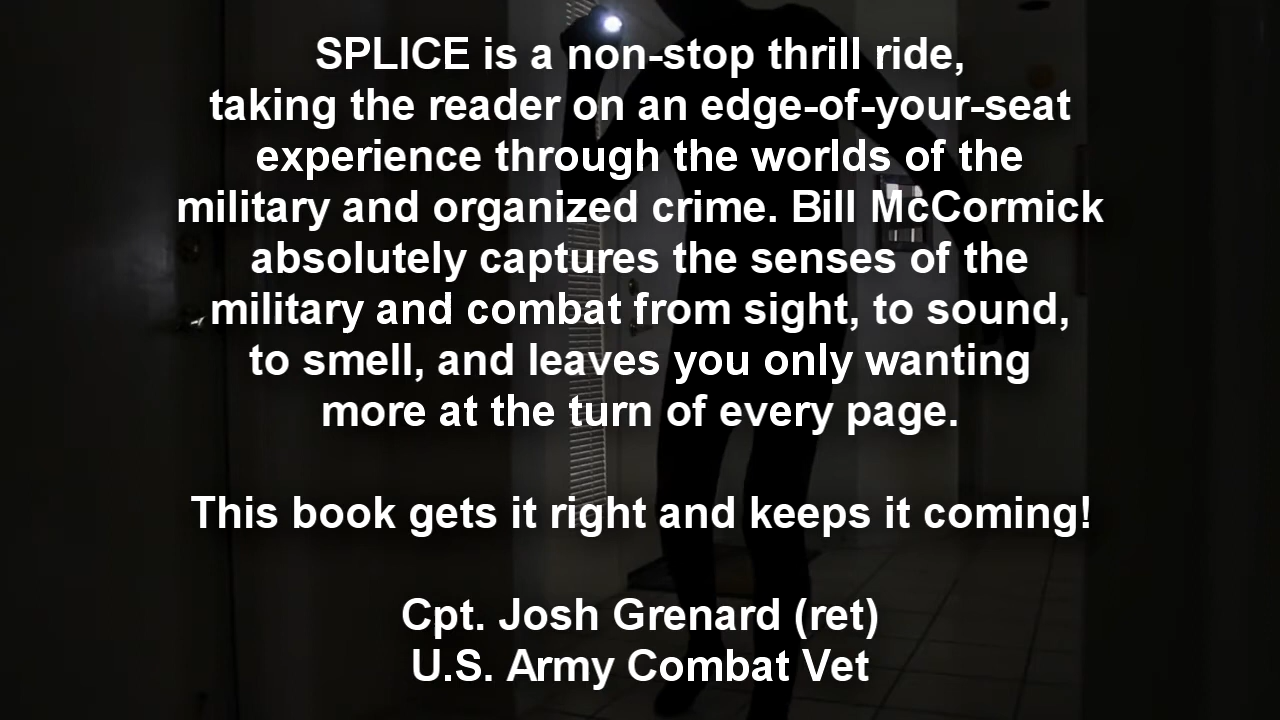 SPLICE is a non-stop thrill ride,
taking the reader on an edge-of-your-seat
experience through the worlds of the
military and organized crime. Bill McCormick
absolutely captures the senses of the
military and combat from sight, to sound,
to smell, and leaves you only wanting
more at the turn of every page.
This book gets it right and keeps it coming!
Cpt. Josh Grenard (ret)
U.S. Army Combat Vet